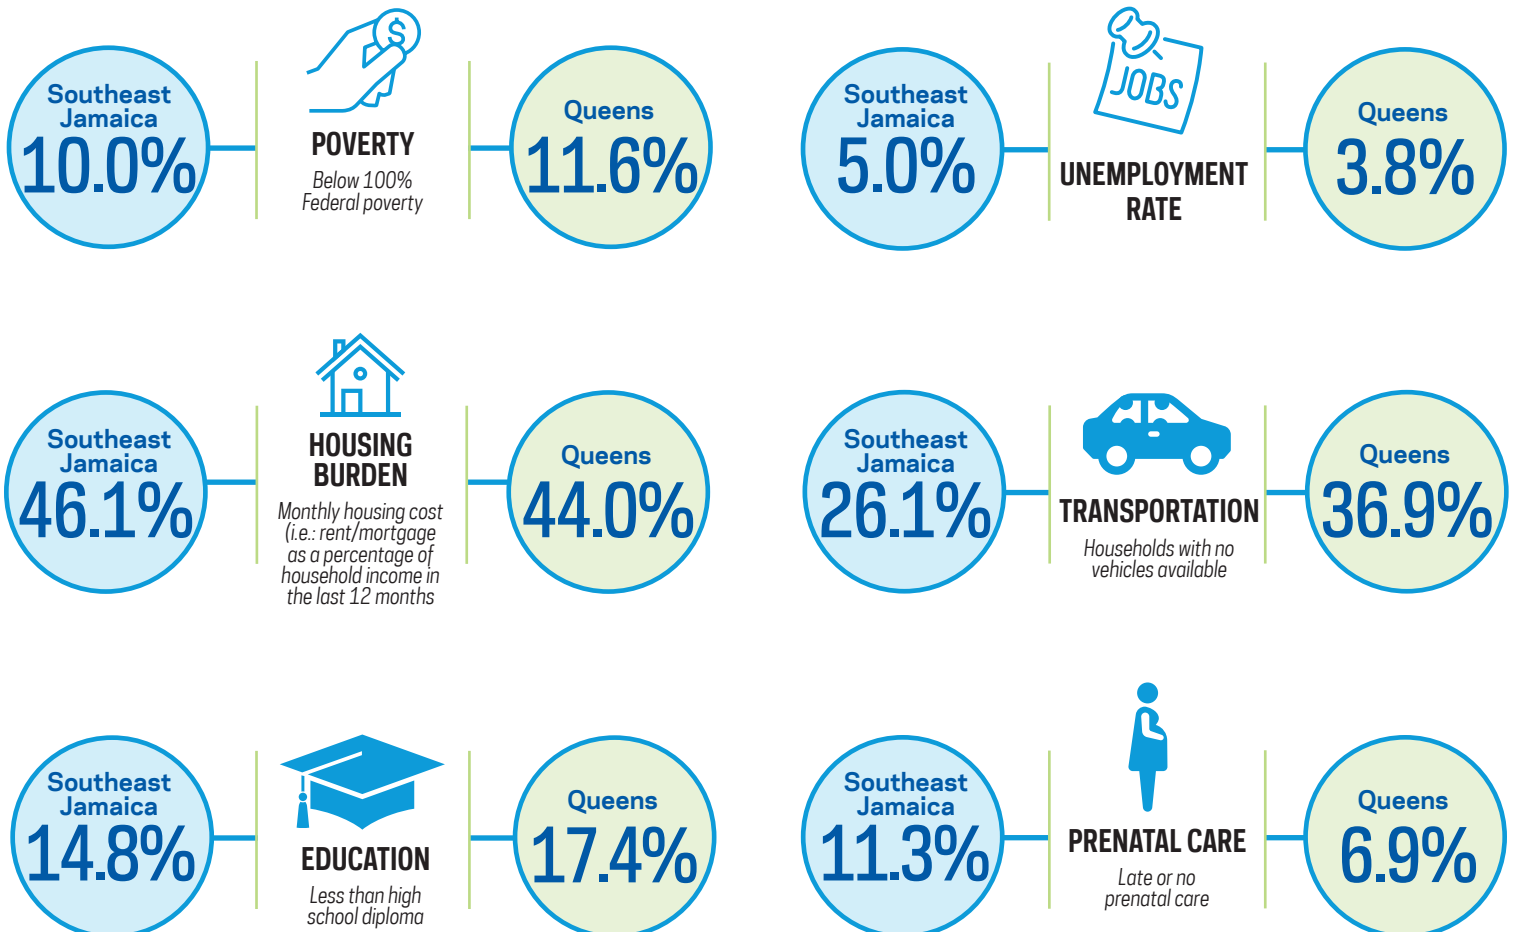 Southeast
Jamaica
10.0%
POVERTY
Below 100%
Federal poverty
Queens
11.6%
Southeast
Jamaica
5.0%
JOBS
UNEMPLOYMENT
RATE
Queens
3.8%
Southeast
Jamaica
46.1%
HOUSING
BURDEN
Monthly housing cost
(i.e.: rent/mortgage
as a percentage of
household income in
the last 12 months
Queens
44.0%
Southeast
Jamaica
26.1%
TRANSPORTATION
Households with no
vehicles available
Queens
36.9%
Southeast
Jamaica
14.8%
EDUCATION
Less than high
school diploma
Queens
17.4%
Southeast
Jamaica
11.3%
PRENATAL CARE
Late or no
prenatal care
Queens
6.9%